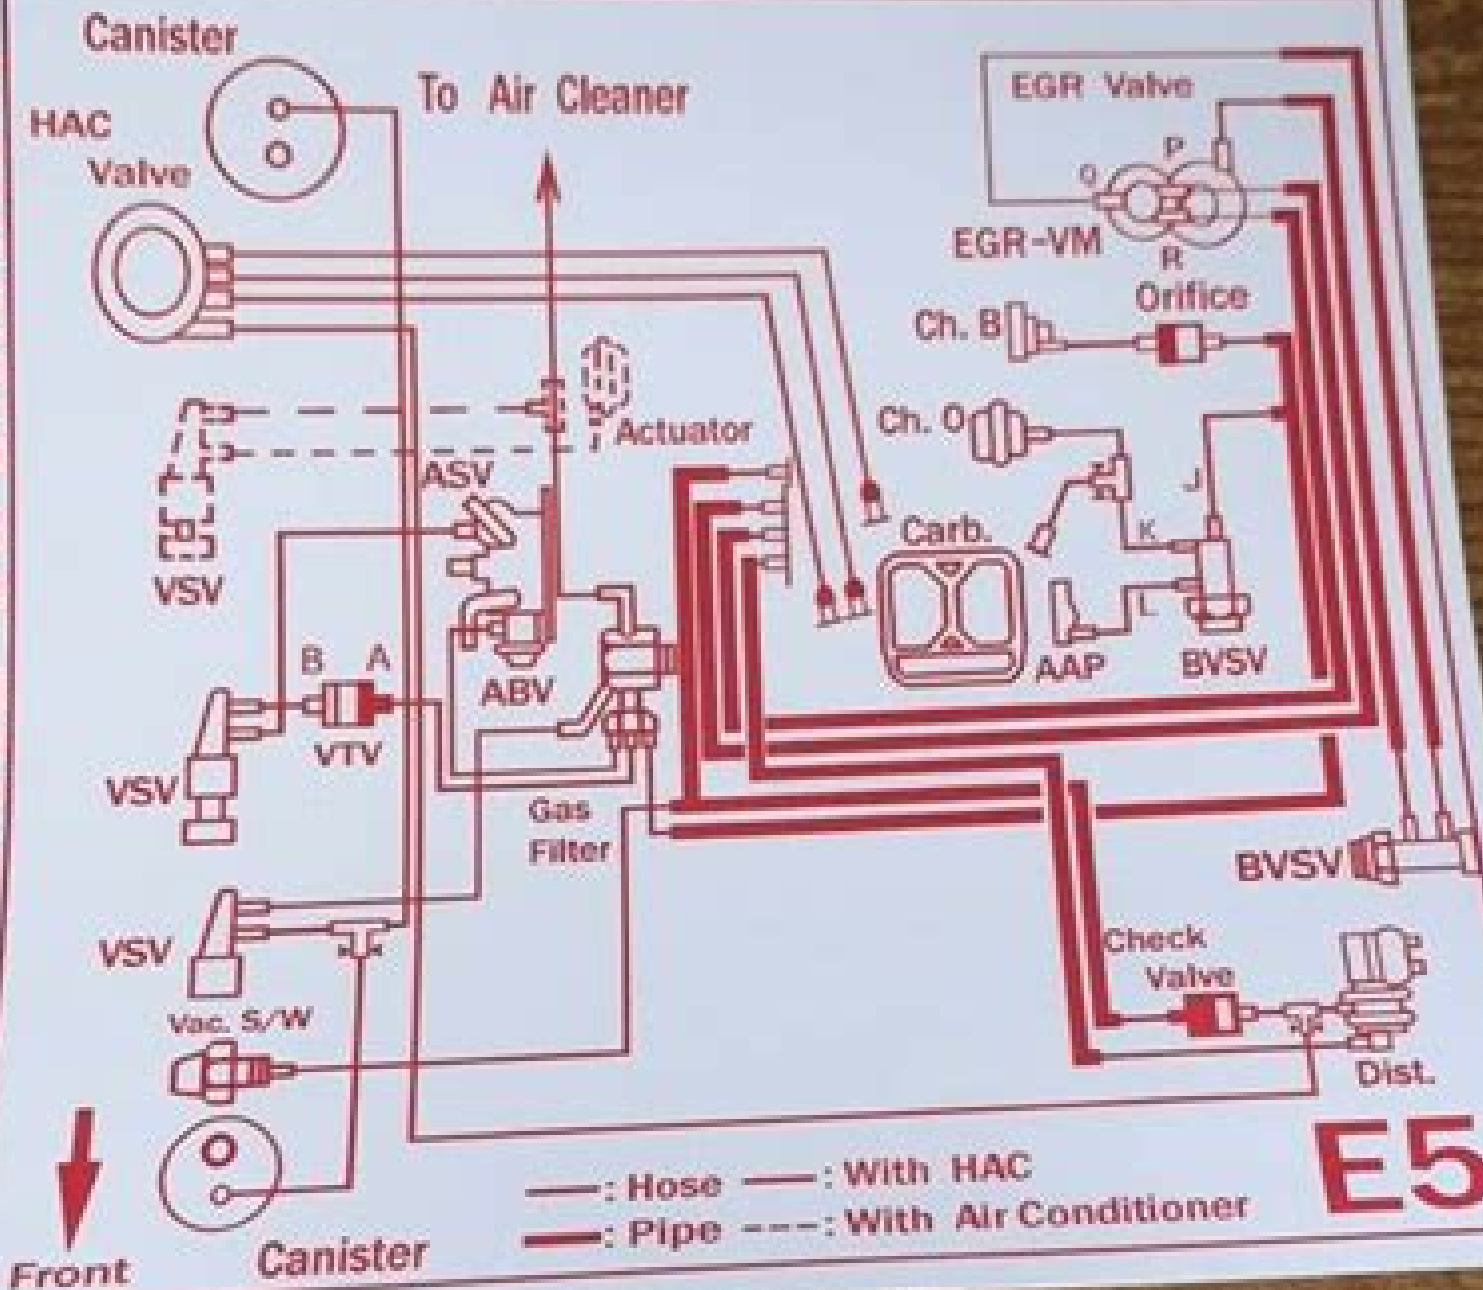 Canister
To Air Cleaner
HAC
Valve
EGR Valve
P
Q
EGR-VM
R
Orifice
Ch. B
Ch. O
Actuator
ASV
J
Carb.
K
VSV
L
B A
ABV
AAP
BVSV
VTV
VSV
Gas
Filter
BVSV
VSV
Check
Valve
Vac. S/W
Dist.
E5
—: Hose —: With HAC
—: Pipe ---: With Air Conditioner
Canister
Front